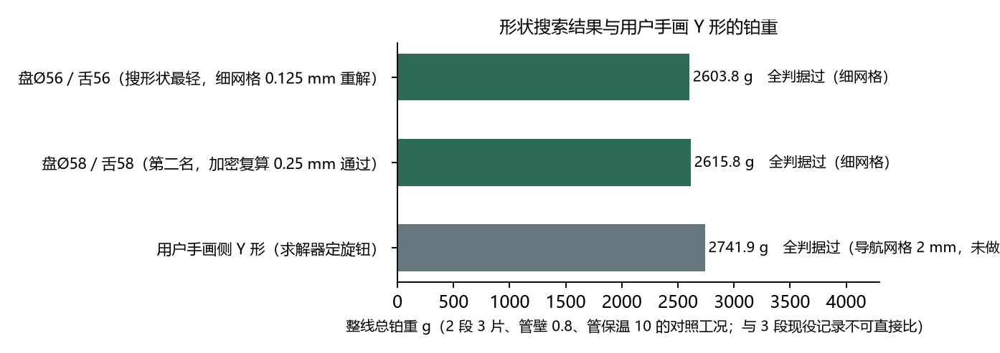 形状搜索结果与用户手画 Y 形的铂重
盘Ø56 / 舌56（搜形状最轻，细网格 0.125 mm 重解）
2603.8 g 全判据过（细网格）
盘Ø58 / 舌58（第二名，加密复算 0.25 mm 通过）
2615.8 g 全判据过（细网格）
用户手画侧 Y 形（求解器定旋钮）
2741.9 g 全判据过（导航网格 2 mm，未做
0 500 1000 1500 2000 2500 3000 3500 4000
整线总铂重 g（2 段 3 片、管壁 0.8、管保温 10 的对照工况；与 3 段现役记录不可直接比）